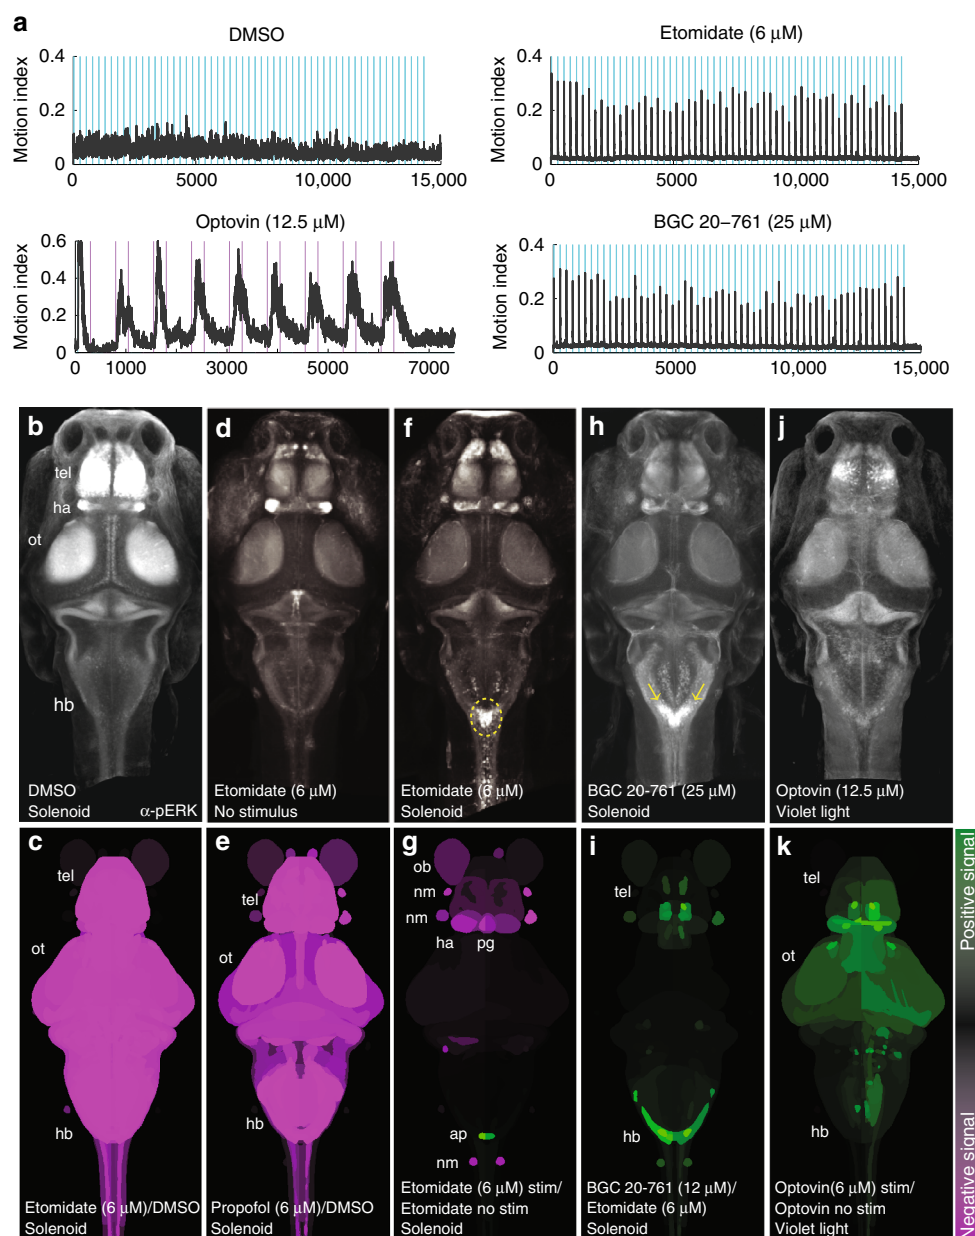 a
DMSO
Motion index
0.4
0.2
0
0
5000
10,000
15,000
Etomidate (6 µM)
Motion index
0.4
0.2
0
0
5000
10,000
15,000
Optovin (12.5 µM)
Motion index
0.6
0.4
0.2
0
0
1000
3000
5000
7000
BGC 20–761 (25 µM)
Motion index
0.4
0.2
0
0
5000
10,000
15,000
b
tel
ha
ot
hb
DMSO
Solenoid
α-pERK
d
Etomidate (6 µM)
No stimulus
f
Etomidate (6 µM)
Solenoid
h
BGC 20-761 (25 µM)
Solenoid
j
Optovin (12.5 µM)
Violet light
c
tel
ot
hb
Etomidate (6 µM)/DMSO
Solenoid
e
tel
ot
hb
Propofol (6 µM)/DMSO
Solenoid
g
ob
nm
nm
ha
pg
ap
nm
Etomidate (6 µM) stim/
Etomidate no stim
Solenoid
i
tel
hb
BGC 20-761 (12 µM)/
Etomidate (6 µM)
Solenoid
k
tel
ot
hb
Optovin(6 µM) stim/
Optovin no stim
Violet light
Positive signal
Negative signal